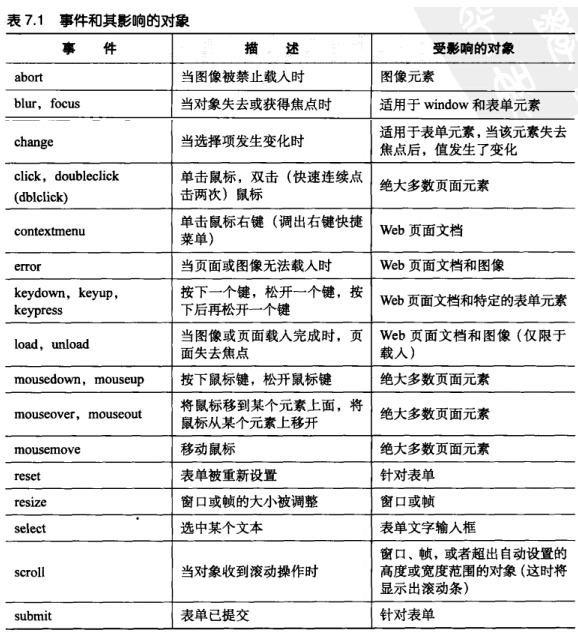 表 7.1 事件和其影响的对象
事 件 描 述 受影响的对象
abort 当图像被禁止载入时 图像元素
blur，focus 当对象失去或获得焦点时 适用于 window 和表单元素
change 当选择项发生变化时 适用于表单元素，当该元素失去
焦点后，值发生了变化
click，doubleclick 单击鼠标，双击（快速连续点 绝大多数页面元素
(dblclick) 击两次）鼠标
contextmenu 单击鼠标右键（调出右键快捷 Web 页面文档
菜单）
error 当页面或图像无法载入时 Web 页面文档和图像
keydown，keyup， 按下一个键，松开一个键，按 Web 页面文档和特定的表单元素
keypress 下后再松开一个键
load，unload 当图像或页面载入完成时，页 Web 页面文档和图像（仅限于
面失去焦点 载入）
mousedown，mouseup 按下鼠标键，松开鼠标键 绝大多数页面元素
mouseover，mouseout 将鼠标移到某个元素上面，将 绝大多数页面元素
鼠标从某个元素上移开
mousemove 移动鼠标 绝大多数页面元素
reset 表单被重新设置 针对表单
resize 窗口或帧的大小被调整 窗口或帧
select 选中某个文本 表单文字输入框
scroll 当对象收到滚动操作时 窗口、帧，或者超出自动设置的
高度或宽度范围的对象（这时将
显示出滚动条）
submit 表单已提交 针对表单